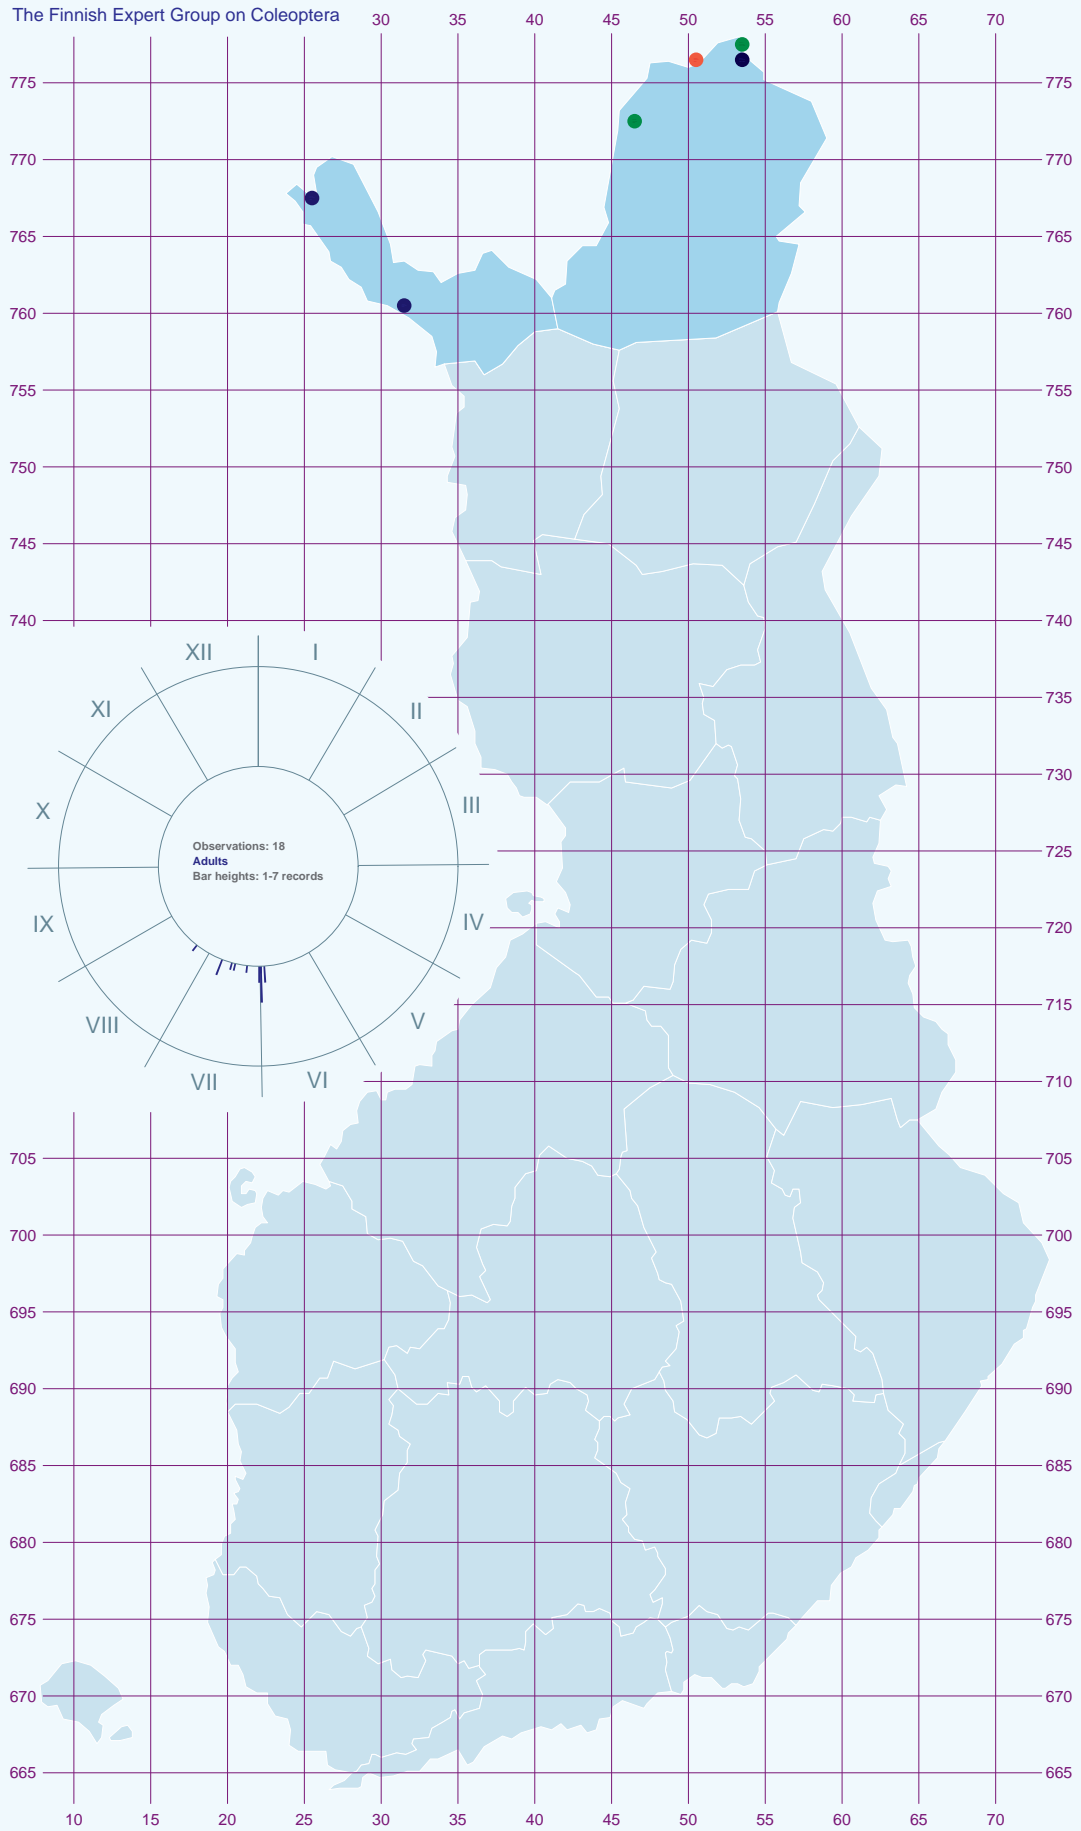 The Finnish Expert Group on Coleoptera 30 35 40 45 50 55 60 65 70
775 775
770 770
765 765
760 760
755 755
750 750
745 745
740 740
XII I
735
XI II
730
III
X
725
Observations: 18
Adults
Bar heights: 1-7 records
IX IV 720
715
VIII V
VII VI 710 710
705 705
700 700
695 695
690 690
685 685
680 680
675 675
670 670
665 665
10 15 20 25 30 35 40 45 50 55 60 65 70